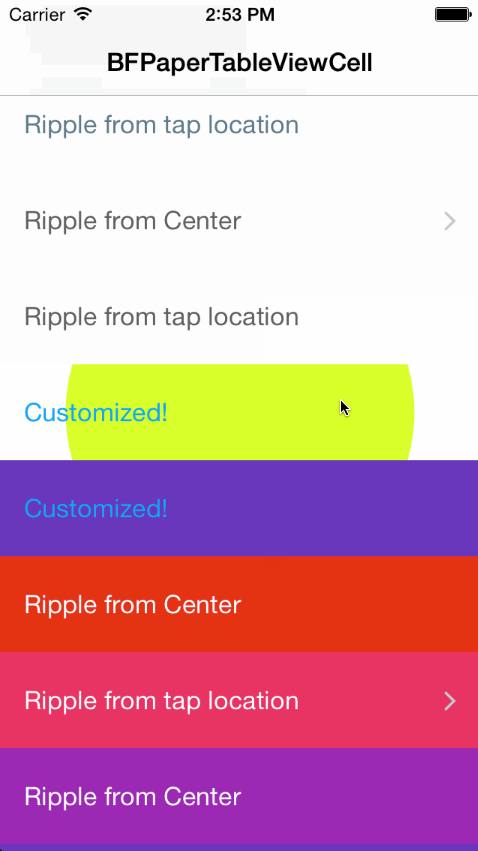 Carrier 2:53 PM
BFPaperTableViewCell
Ripple from tap location
Ripple from Center
Ripple from tap location
Customized!
Customized!
Ripple from Center
Ripple from tap location
Ripple from Center